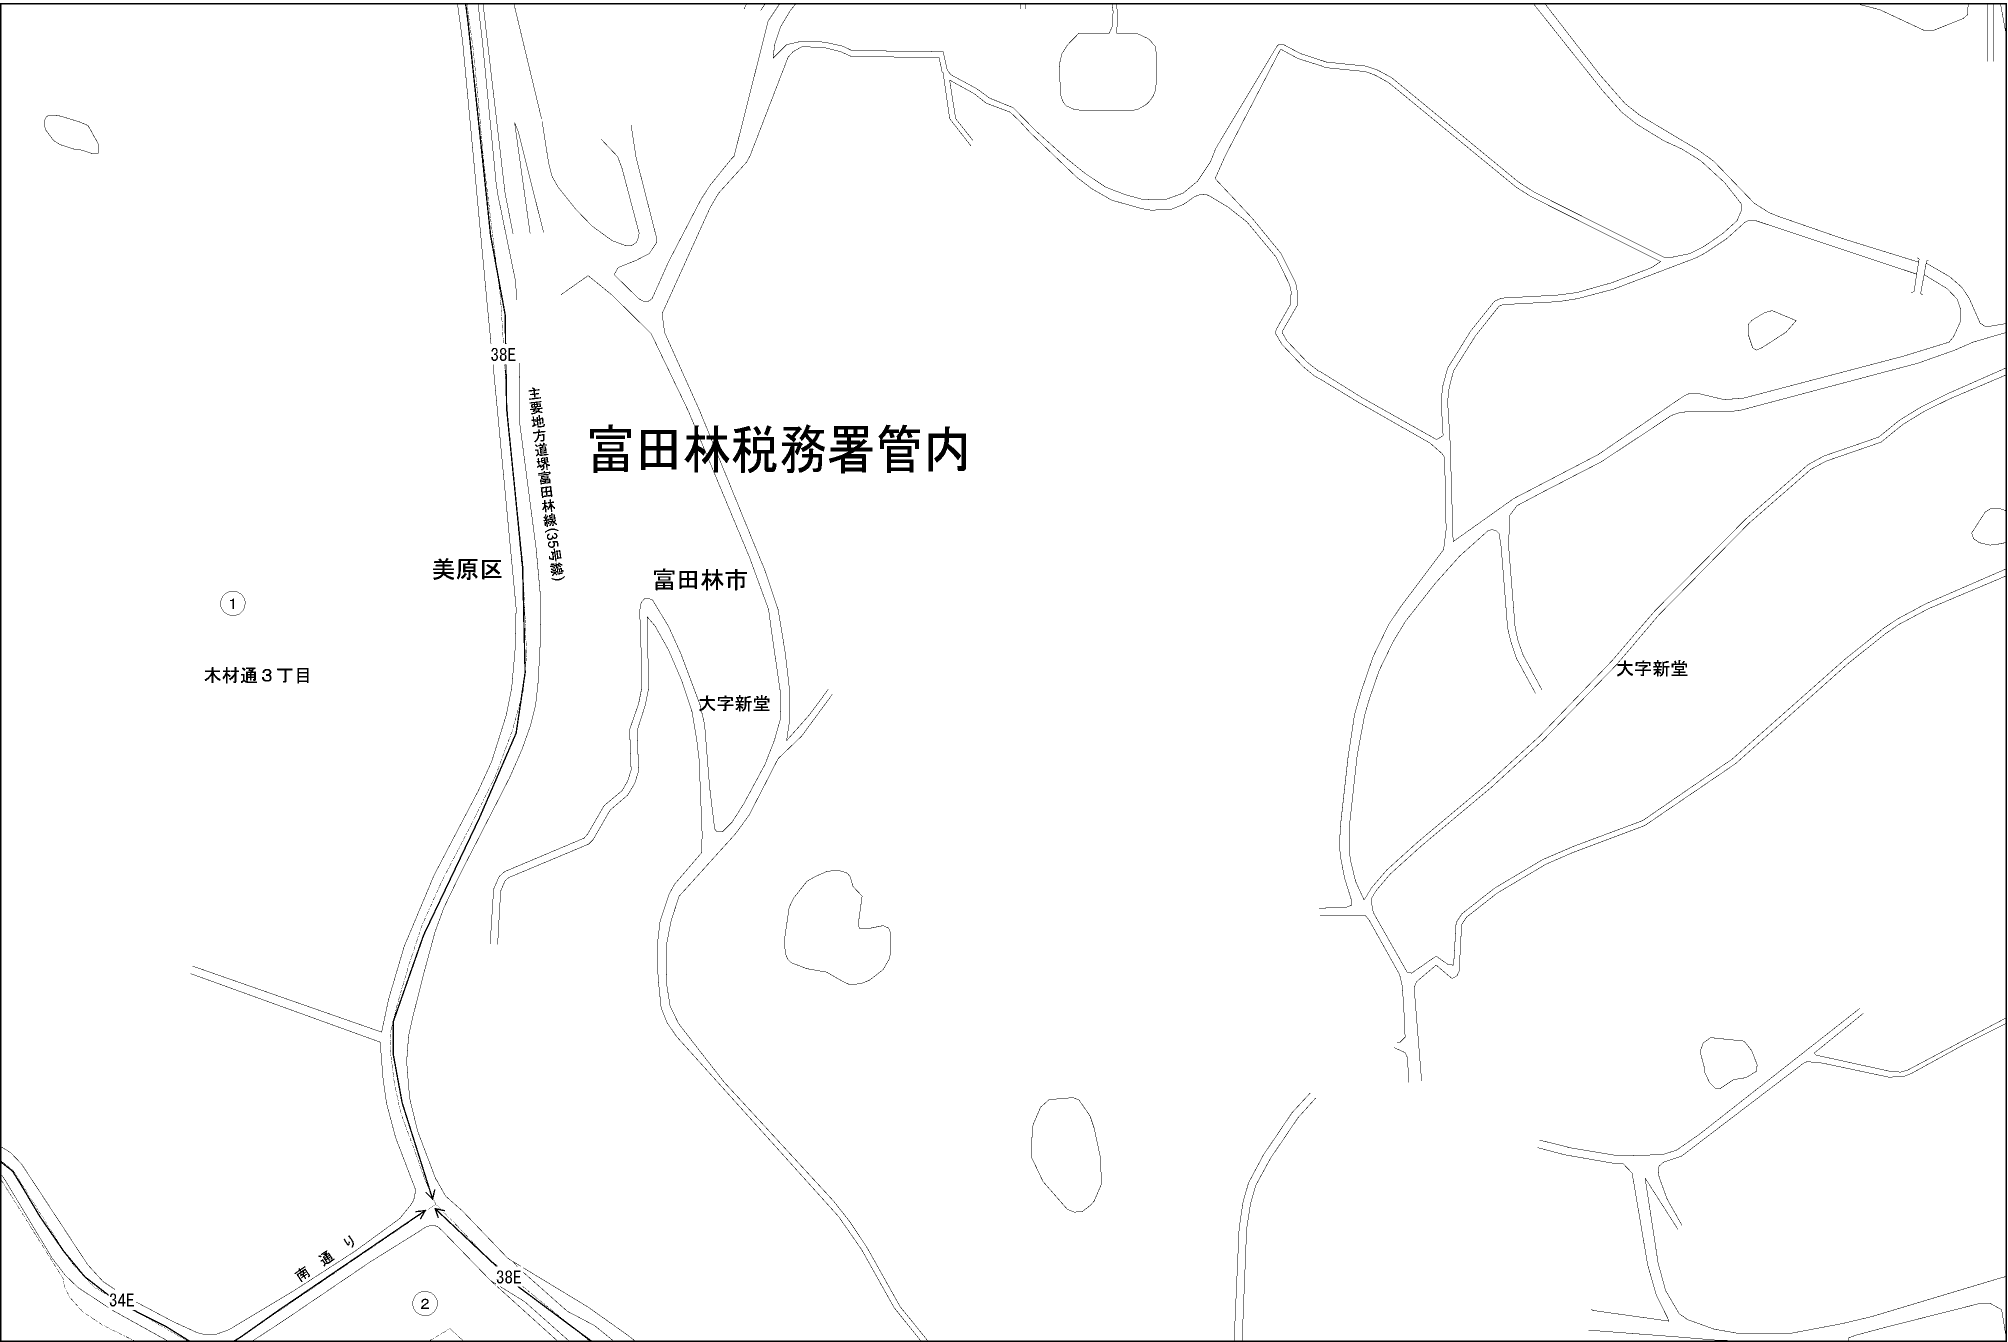 38E
主要地方道堺富田林線(35号線)
富田林税務署管内
美原区
富田林市
1
木材通３丁目
大字新堂
大字新堂
南通り
38E
34E
2